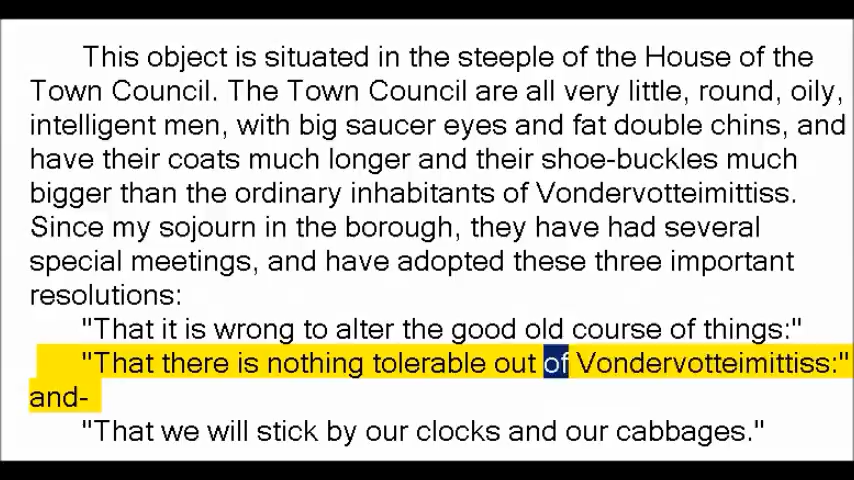 This object is situated in the steeple of the House of the
Town Council. The Town Council are all very little, round, oily,
intelligent men, with big saucer eyes and fat double chins, and
have their coats much longer and their shoe-buckles much
bigger than the ordinary inhabitants of Vondervotteimittiss.
Since my sojourn in the borough, they have had several
special meetings, and have adopted these three important
resolutions:
"That it is wrong to alter the good old course of things:"
"That there is nothing tolerable out of Vondervotteimittiss:"
and-
"That we will stick by our clocks and our cabbages."